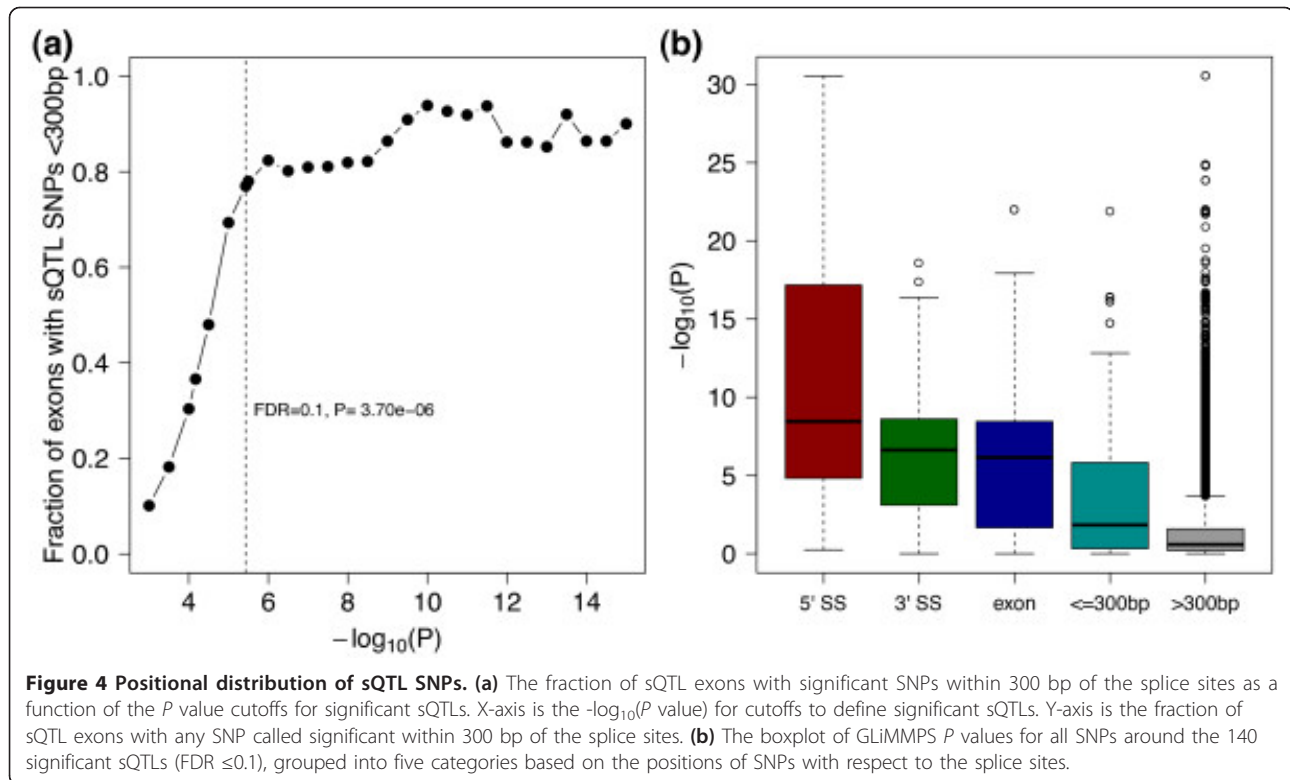 (a)
Fraction of exons with sQTL SNPs <300bp
1.0
0.8
0.6
0.4
0.2
0.0
FDR=0.1, P= 3.70e−06
4 6 8 10 12 14
−log10(P)
(b)
−log10(P)
30
25
20
15
10
5
0
5' SS 3' SS exon <=300bp >300bp
Figure 4 Positional distribution of sQTL SNPs. (a) The fraction of sQTL exons with significant SNPs within 300 bp of the splice sites as a
function of the P value cutoffs for significant sQTLs. X-axis is the -log10(P value) for cutoffs to define significant sQTLs. Y-axis is the fraction of
sQTL exons with any SNP called significant within 300 bp of the splice sites. (b) The boxplot of GLiMMPS P values for all SNPs around the 140
significant sQTLs (FDR ≤0.1), grouped into five categories based on the positions of SNPs with respect to the splice sites.